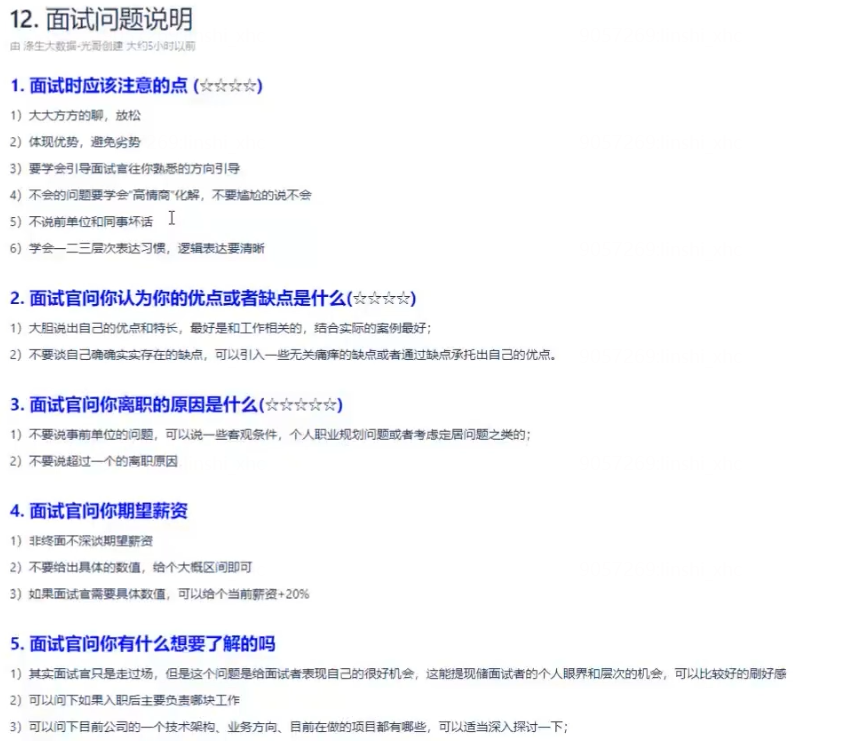 12. 面试问题说明
由 涤生大数据-光哥创建 大约5小时以前
1. 面试时应该注意的点 (☆☆☆☆)
1）大大方方的聊，放松
2）体现优势，避免劣势
3）要学会引导面试官往你熟悉的方向引导
4）不会的问题要学会“高情商”化解，不要尴尬的说不会
5）不说前单位和同事坏话
6）学会一二三层次表达习惯，逻辑表达要清晰
2. 面试官问你认为你的优点或者缺点是什么(☆☆☆☆)
1）大胆说出自己的优点和特长，最好是和工作相关的，结合实际的案例最好；
2）不要谈自己确确实实存在的缺点，可以引入一些无关痛痒的缺点或者通过缺点承托出自己的优点。
3. 面试官问你离职的原因是什么(☆☆☆☆☆)
1）不要说事前单位的问题，可以说一些客观条件，个人职业规划问题或者考虑定居问题之类的；
2）不要说超过一个的离职原因
4. 面试官问你期望薪资
1）非终面不深谈期望薪资
2）不要给出具体的数值，给个大概区间即可
3）如果面试官需要具体数值，可以给个当前薪资+20%
5. 面试官问你有什么想要了解的吗
1）其实面试官只是走过场，但是这个问题是给面试者表现自己的很好机会，这能提现储面试者的个人眼界和层次的机会，可以比较好的刷好感
2）可以问下如果入职后主要负责哪块工作
3）可以问下目前公司的一个技术架构、业务方向、目前在做的项目都有哪些，可以适当深入探讨一下；